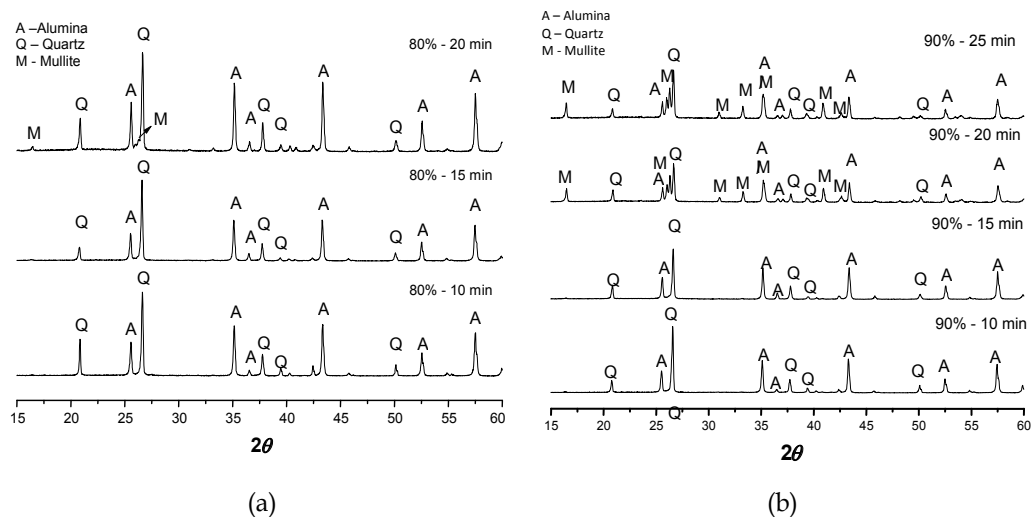 A –Alumina
Q – Quartz
M - Mullite
80% - 20 min
M Q A M Q A A Q Q Q A A
80% - 15 min
Q A Q A A Q Q Q A A
80% - 10 min
Q A Q A A Q Q Q A A
15 20 25 30 35 40 45 50 55 60
2θ
(a)
A – Alumina
Q – Quartz
M - Mullite
90% - 25 min
M Q A M Q M M A M A Q Q M M A Q A A
90% - 20 min
M Q A M Q M M A M A Q Q M M A Q A A
90% - 15 min
Q A Q A A Q Q A Q A A
90% - 10 min
Q A Q A A Q Q A Q A A
Q
15 20 25 30 35 40 45 50 55 60
2θ
(b)